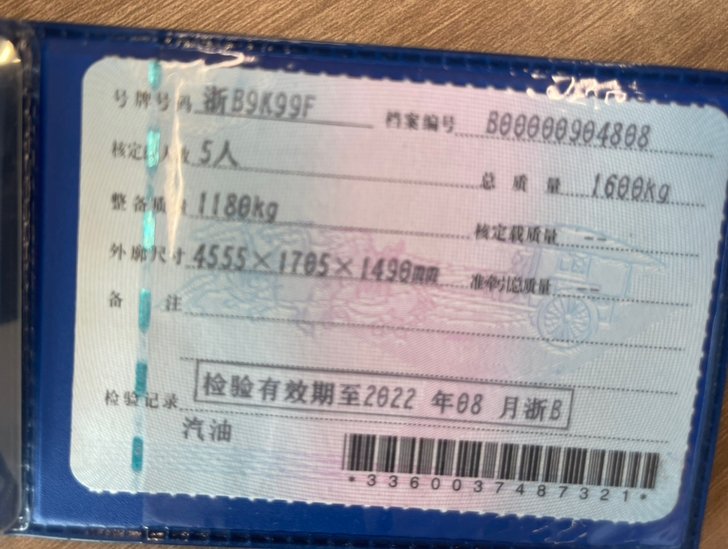 号牌号码 浙B9K99F 档案编号 B00000904808
核定人数 5人 总质量 1600kg
整备质量 1180kg 核定载质量 --
外廓尺寸 4555×1705×1490mm 准牵引总质量 --
备注
检验记录 检验有效期至2022年08月浙B
汽油
*3360037487321*